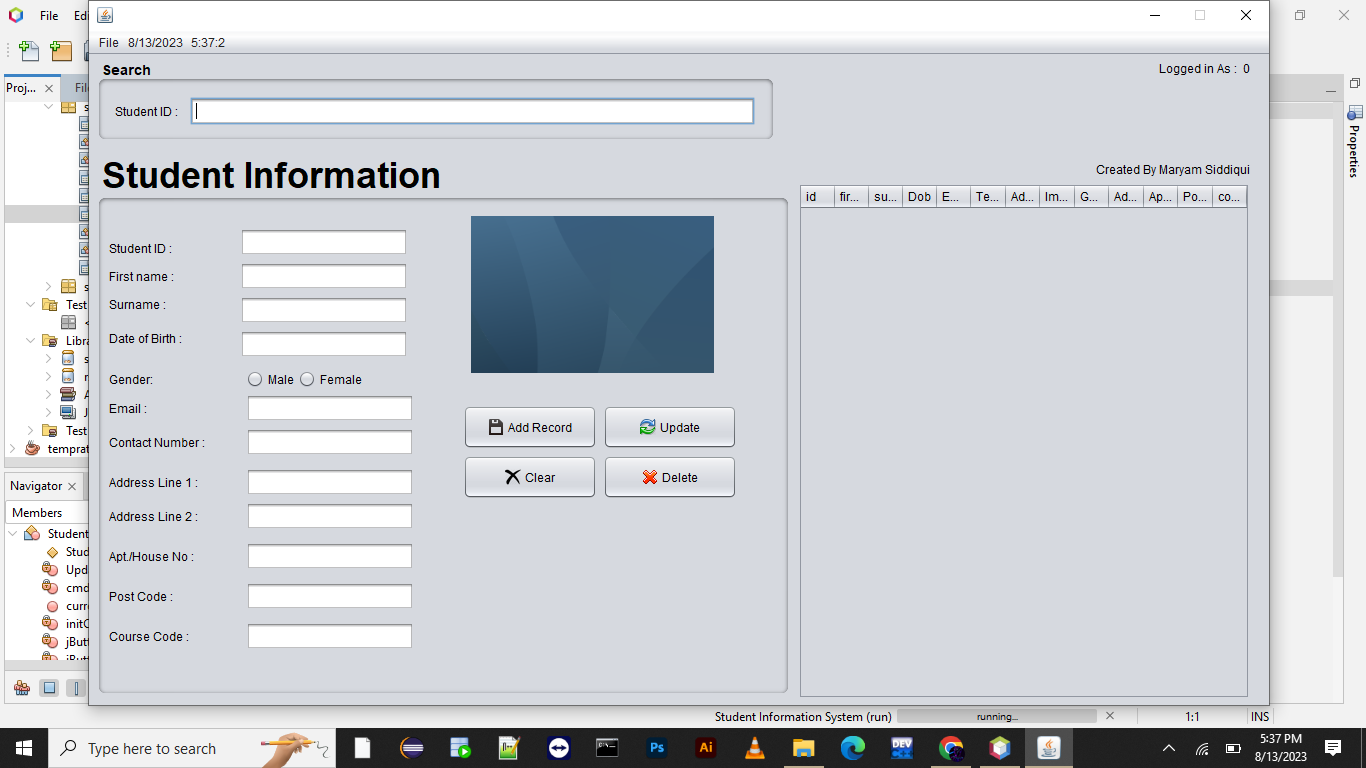 File Edi
File 8/13/2023 5:37:2
Search
Logged in As : 0
Student ID :
Student Information
Created By Maryam Siddiqui
id fir... su... Dob E... Te... Ad... Im... G... Ad... Ap... Po... co...
Student ID :
First name :
Surname :
Date of Birth :
Gender: Male Female
Email :
Contact Number :
Address Line 1 :
Address Line 2 :
Apt./House No :
Post Code :
Course Code :
Add Record Update
Clear Delete
Proj... Fil
Test
Libra
Test
temprat
Navigator
Members
Student
Stud
Upd
cmd
curr
initC
jButt
jButt
Properties
Student Information System (run) running... 1:1 INS
Type here to search
Ps Ai DEV
5:37 PM
8/13/2023